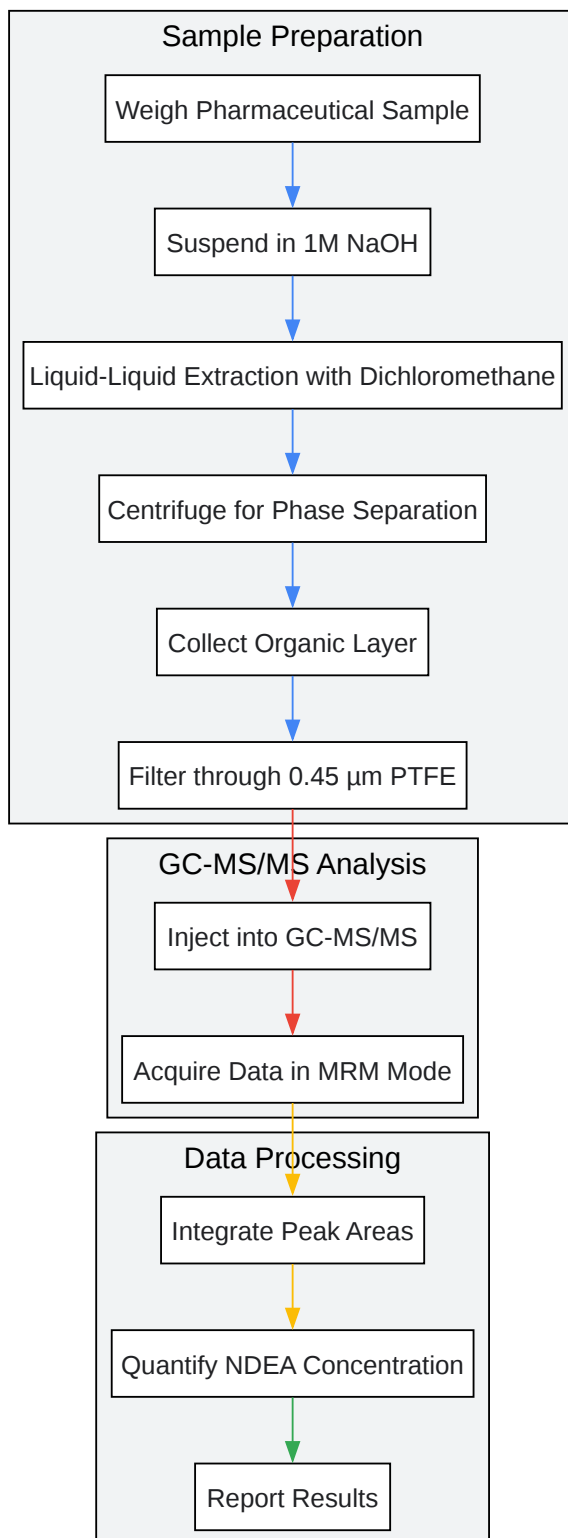 Sample Preparation
Weigh Pharmaceutical Sample
Suspend in 1M NaOH
Liquid-Liquid Extraction with Dichloromethane
Centrifuge for Phase Separation
Collect Organic Layer
Filter through 0.45 µm PTFE
GC-MS/MS Analysis
Inject into GC-MS/MS
Acquire Data in MRM Mode
Data Processing
Integrate Peak Areas
Quantify NDEA Concentration
Report Results